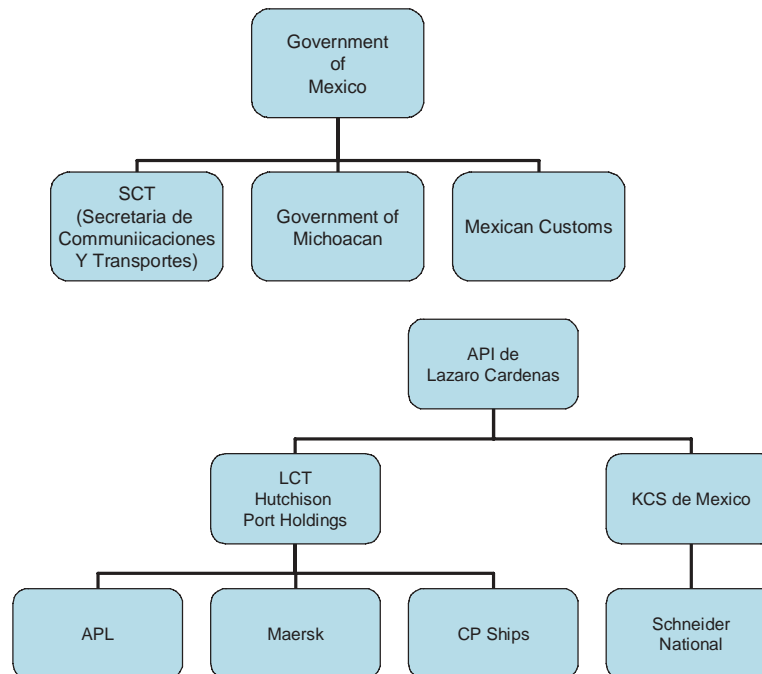 Government
of
Mexico
SCT
(Secretaria de
Communiicaciones
Y Transportes)
Government of
Michoacan
Mexican Customs
API de
Lazaro Cardenas
LCT
Hutchison
Port Holdings
KCS de Mexico
APL
Maersk
CP Ships
Schneider
National